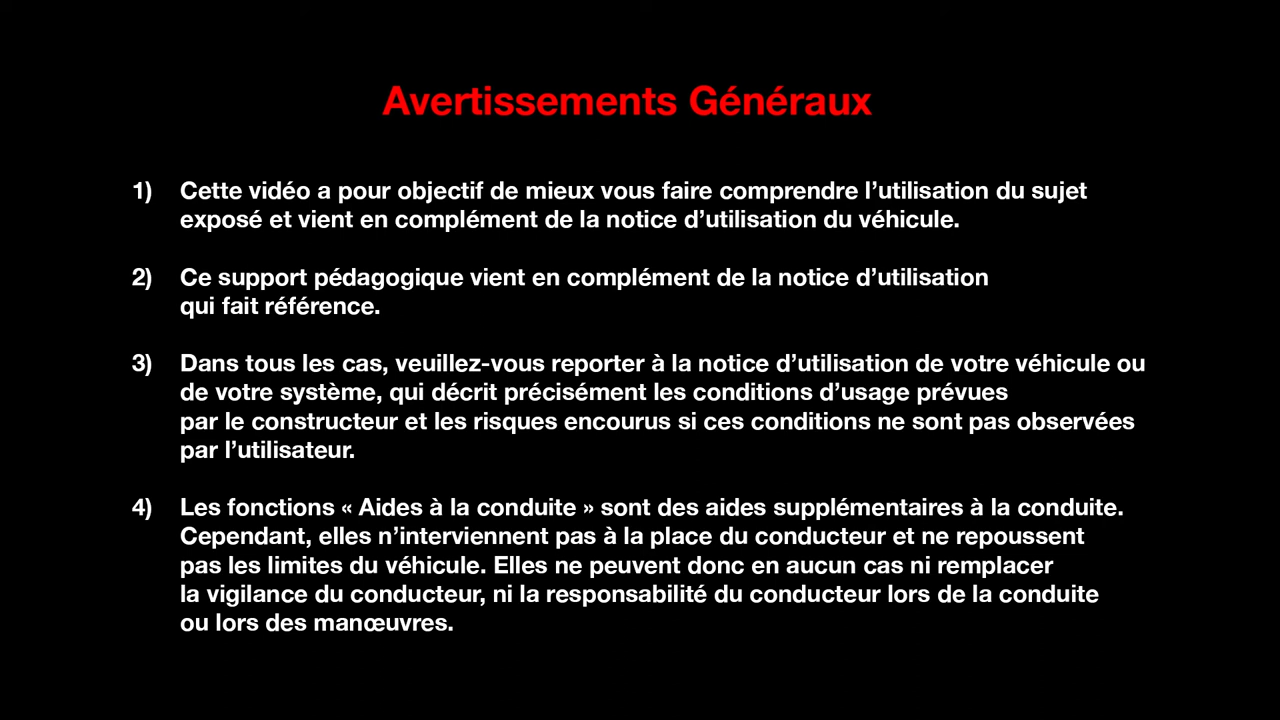 Avertissements Généraux
1) Cette vidéo a pour objectif de mieux vous faire comprendre l’utilisation du sujet
exposé et vient en complément de la notice d’utilisation du véhicule.
2) Ce support pédagogique vient en complément de la notice d’utilisation
qui fait référence.
3) Dans tous les cas, veuillez-vous reporter à la notice d’utilisation de votre véhicule ou
de votre système, qui décrit précisément les conditions d’usage prévues
par le constructeur et les risques encourus si ces conditions ne sont pas observées
par l’utilisateur.
4) Les fonctions « Aides à la conduite » sont des aides supplémentaires à la conduite.
Cependant, elles n’interviennent pas à la place du conducteur et ne repoussent
pas les limites du véhicule. Elles ne peuvent donc en aucun cas ni remplacer
la vigilance du conducteur, ni la responsabilité du conducteur lors de la conduite
ou lors des manœuvres.